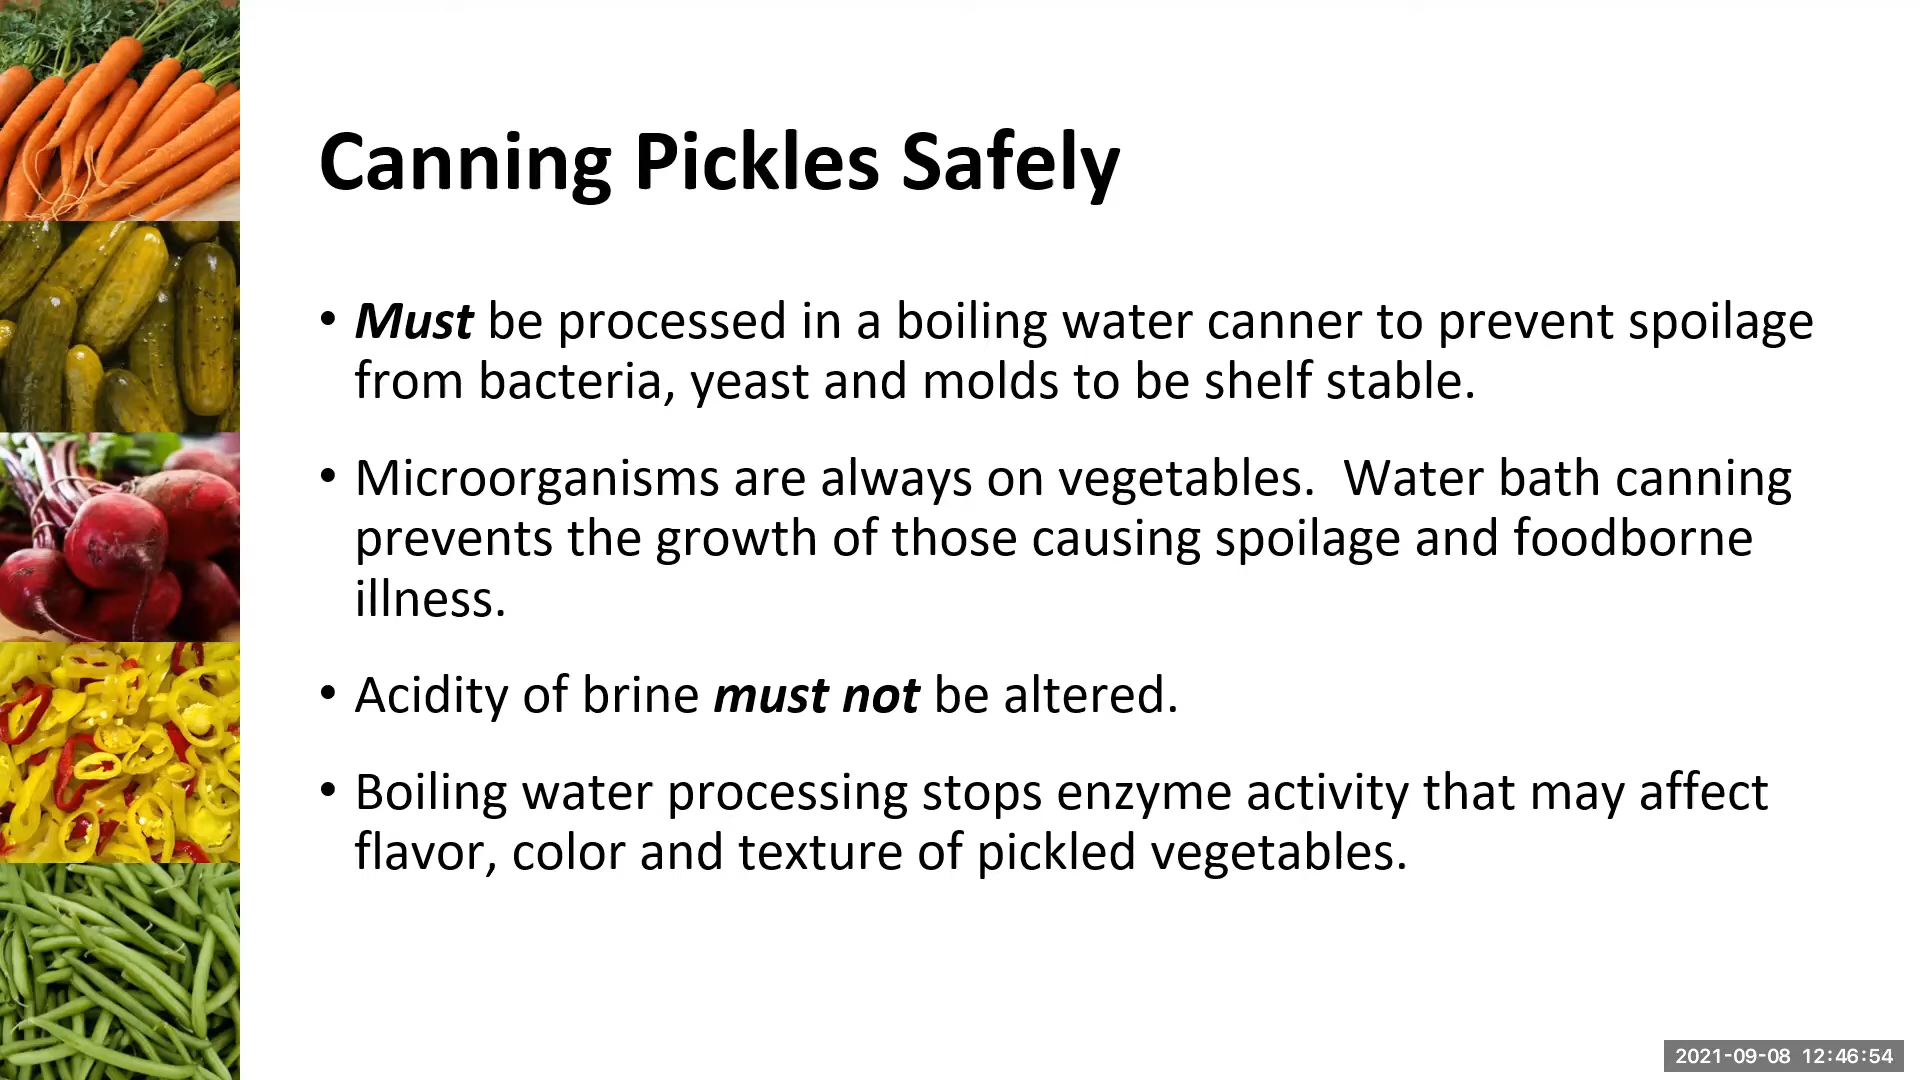 Canning Pickles Safely
• Must be processed in a boiling water canner to prevent spoilage
from bacteria, yeast and molds to be shelf stable.
• Microorganisms are always on vegetables.  Water bath canning
prevents the growth of those causing spoilage and foodborne
illness.
• Acidity of brine must not be altered.
• Boiling water processing stops enzyme activity that may affect
flavor, color and texture of pickled vegetables.
2021-09-08 12:46:54